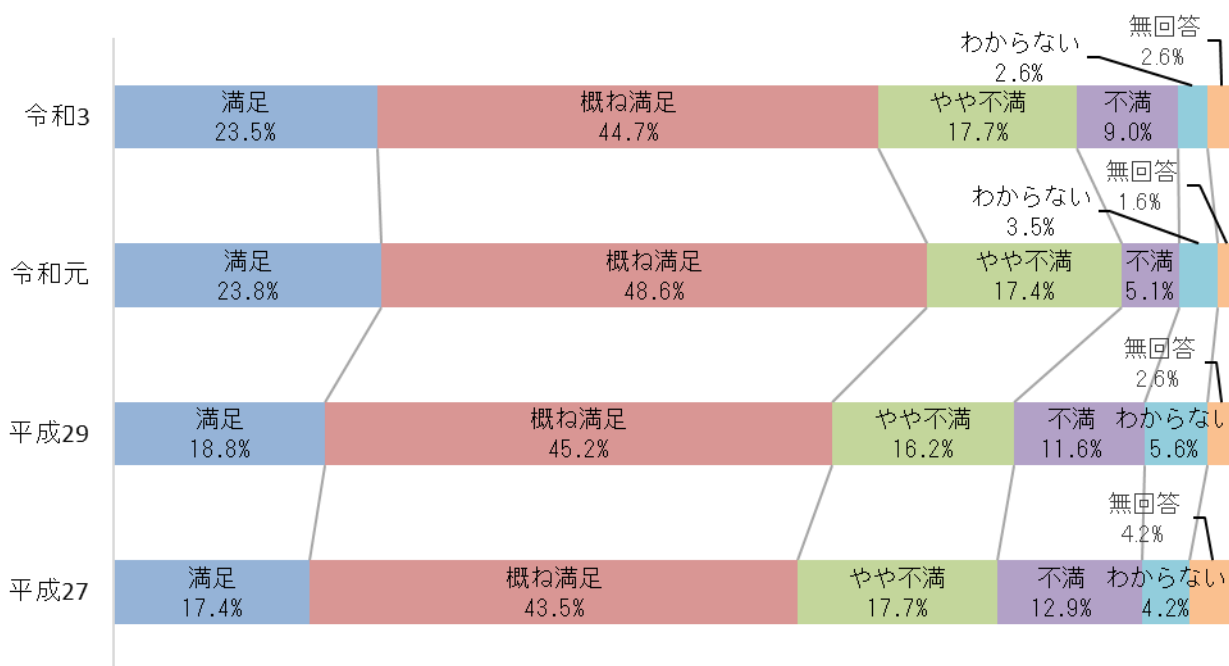 無回答
わからない 2.6%
2.6%
令和3
満足 概ね満足 やや不満 不満
23.5% 44.7% 17.7% 9.0%
無回答
わからない 1.6%
3.5%
令和元
満足 概ね満足 やや不満 不満
23.8% 48.6% 17.4% 5.1%
無回答
2.6%
平成29
満足 概ね満足 やや不満 不満 わからない
18.8% 45.2% 16.2% 11.6% 5.6%
無回答
4.2%
平成27
満足 概ね満足 やや不満 不満 わからない
17.4% 43.5% 17.7% 12.9% 4.2%